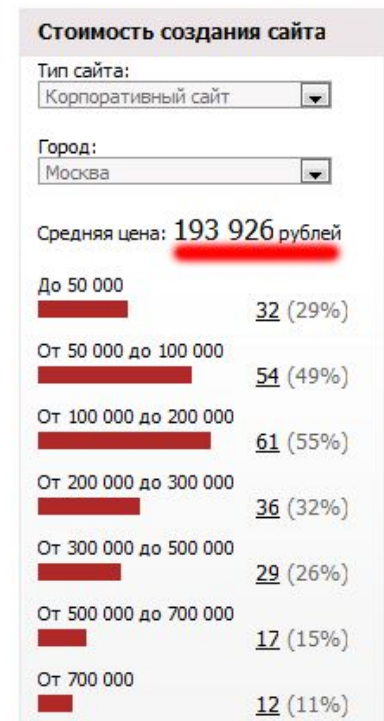 Стоимость создания сайта
Тип сайта:
Корпоративный сайт
Город:
Москва
Средняя цена: 193 926 рублей
До 50 000
32 (29%)
От 50 000 до 100 000
54 (49%)
От 100 000 до 200 000
61 (55%)
От 200 000 до 300 000
36 (32%)
От 300 000 до 500 000
29 (26%)
От 500 000 до 700 000
17 (15%)
От 700 000
12 (11%)